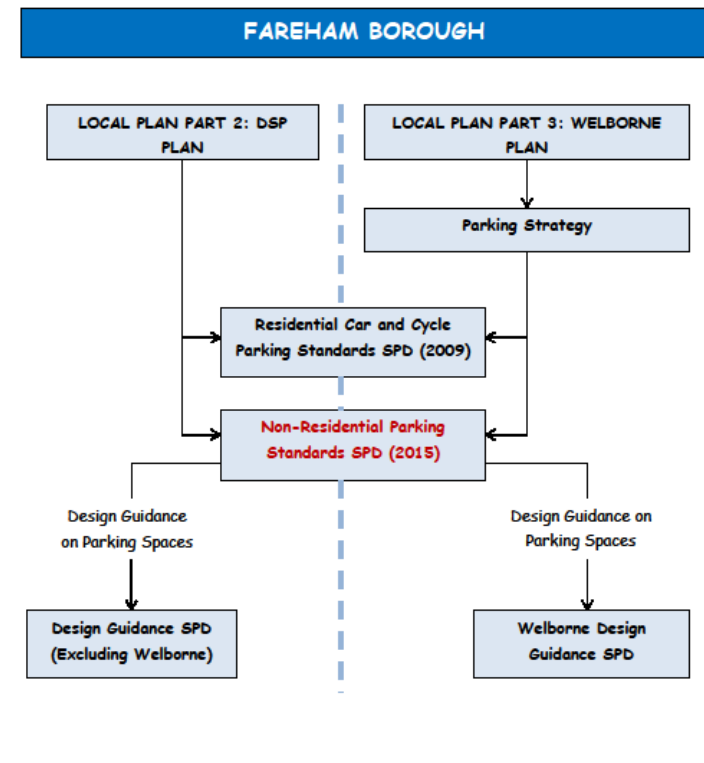 FAREHAM BOROUGH
LOCAL PLAN PART 2: DSP
PLAN
LOCAL PLAN PART 3: WELBORNE
PLAN
Parking Strategy
Residential Car and Cycle
Parking Standards SPD (2009)
Non-Residential Parking
Standards SPD (2015)
Design Guidance
on Parking Spaces
Design Guidance on
Parking Spaces
Design Guidance SPD
(Excluding Welborne)
Welborne Design
Guidance SPD